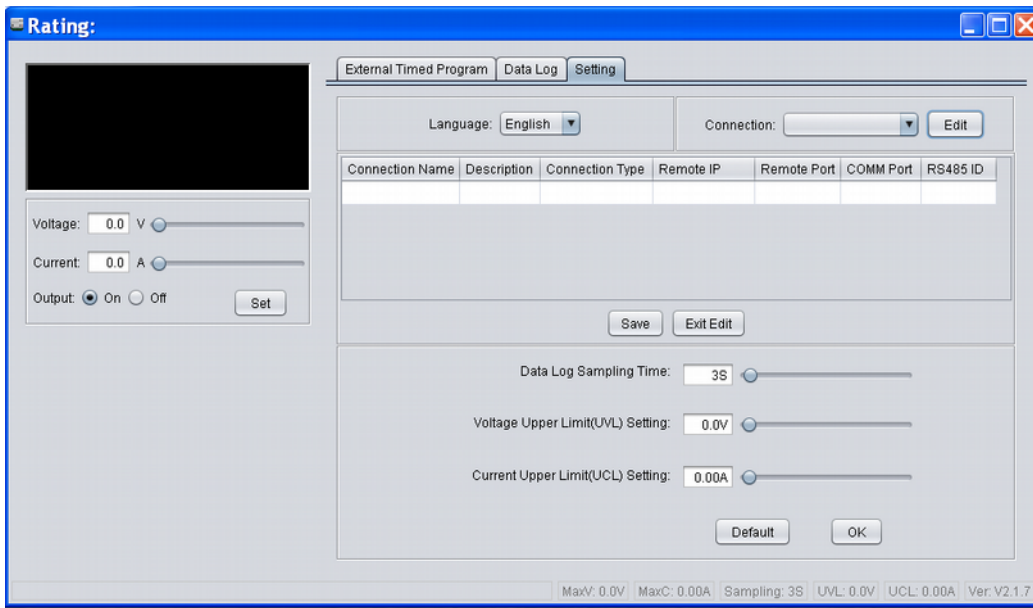 Rating:
External Timed Program Data Log Setting
Language: English Connection: Edit
Connection Name Description Connection Type Remote IP Remote Port COMM Port RS485 ID
Voltage: 0.0 V
Current: 0.0 A
Output: On Off Set
Save Exit Edit
Data Log Sampling Time: 3S
Voltage Upper Limit(UVL) Setting: 0.0V
Current Upper Limit(UCL) Setting: 0.00A
Default OK
MaxV: 0.0V MaxC: 0.00A Sampling: 3S UVL: 0.0V UCL: 0.00A Ver: V2.1.7